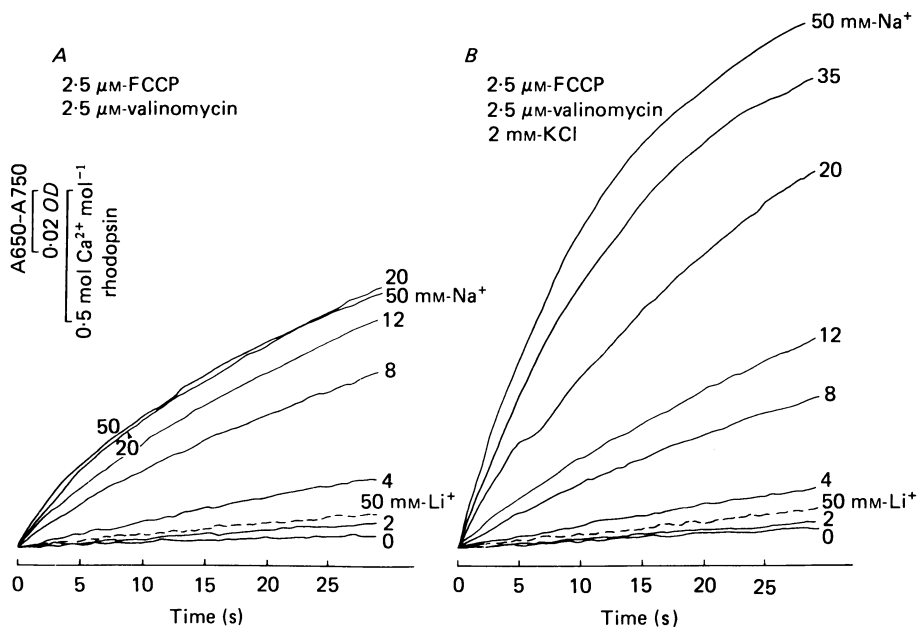 A
2·5 μM-FCCP
2·5 μM-valinomycin
A650–A750
0·02 OD
0·5 mol Ca²⁺ mol⁻¹
rhodopsin
20
50 mM-Na⁺
12
8
50
20
4
50 mM-Li⁺
2
0
0 5 10 15 20 25
Time (s)
B
2·5 μM-FCCP
2·5 μM-valinomycin
2 mM-KCl
50 mM-Na⁺
35
20
12
8
4
50 mM-Li⁺
2
0
0 5 10 15 20 25
Time (s)